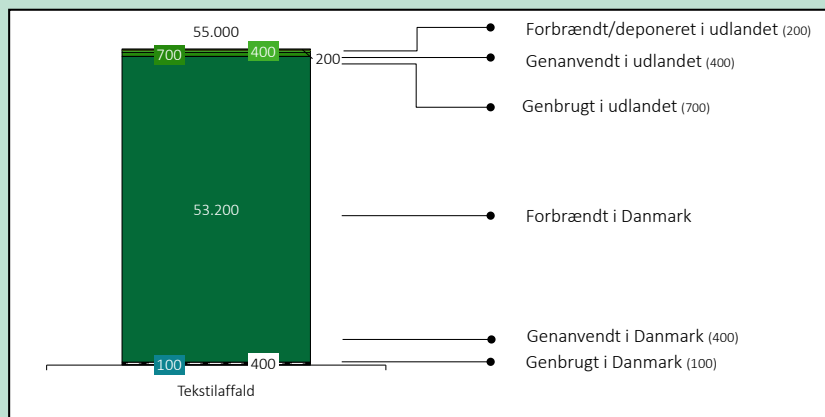 55.000
Forbrændt/deponeret i udlandet (200)
700
400
200
Genanvendt i udlandet (400)
Genbrugt i udlandet (700)
53.200
Forbrændt i Danmark
Genanvendt i Danmark (400)
100
400
Genbrugt i Danmark (100)
Tekstilaffald